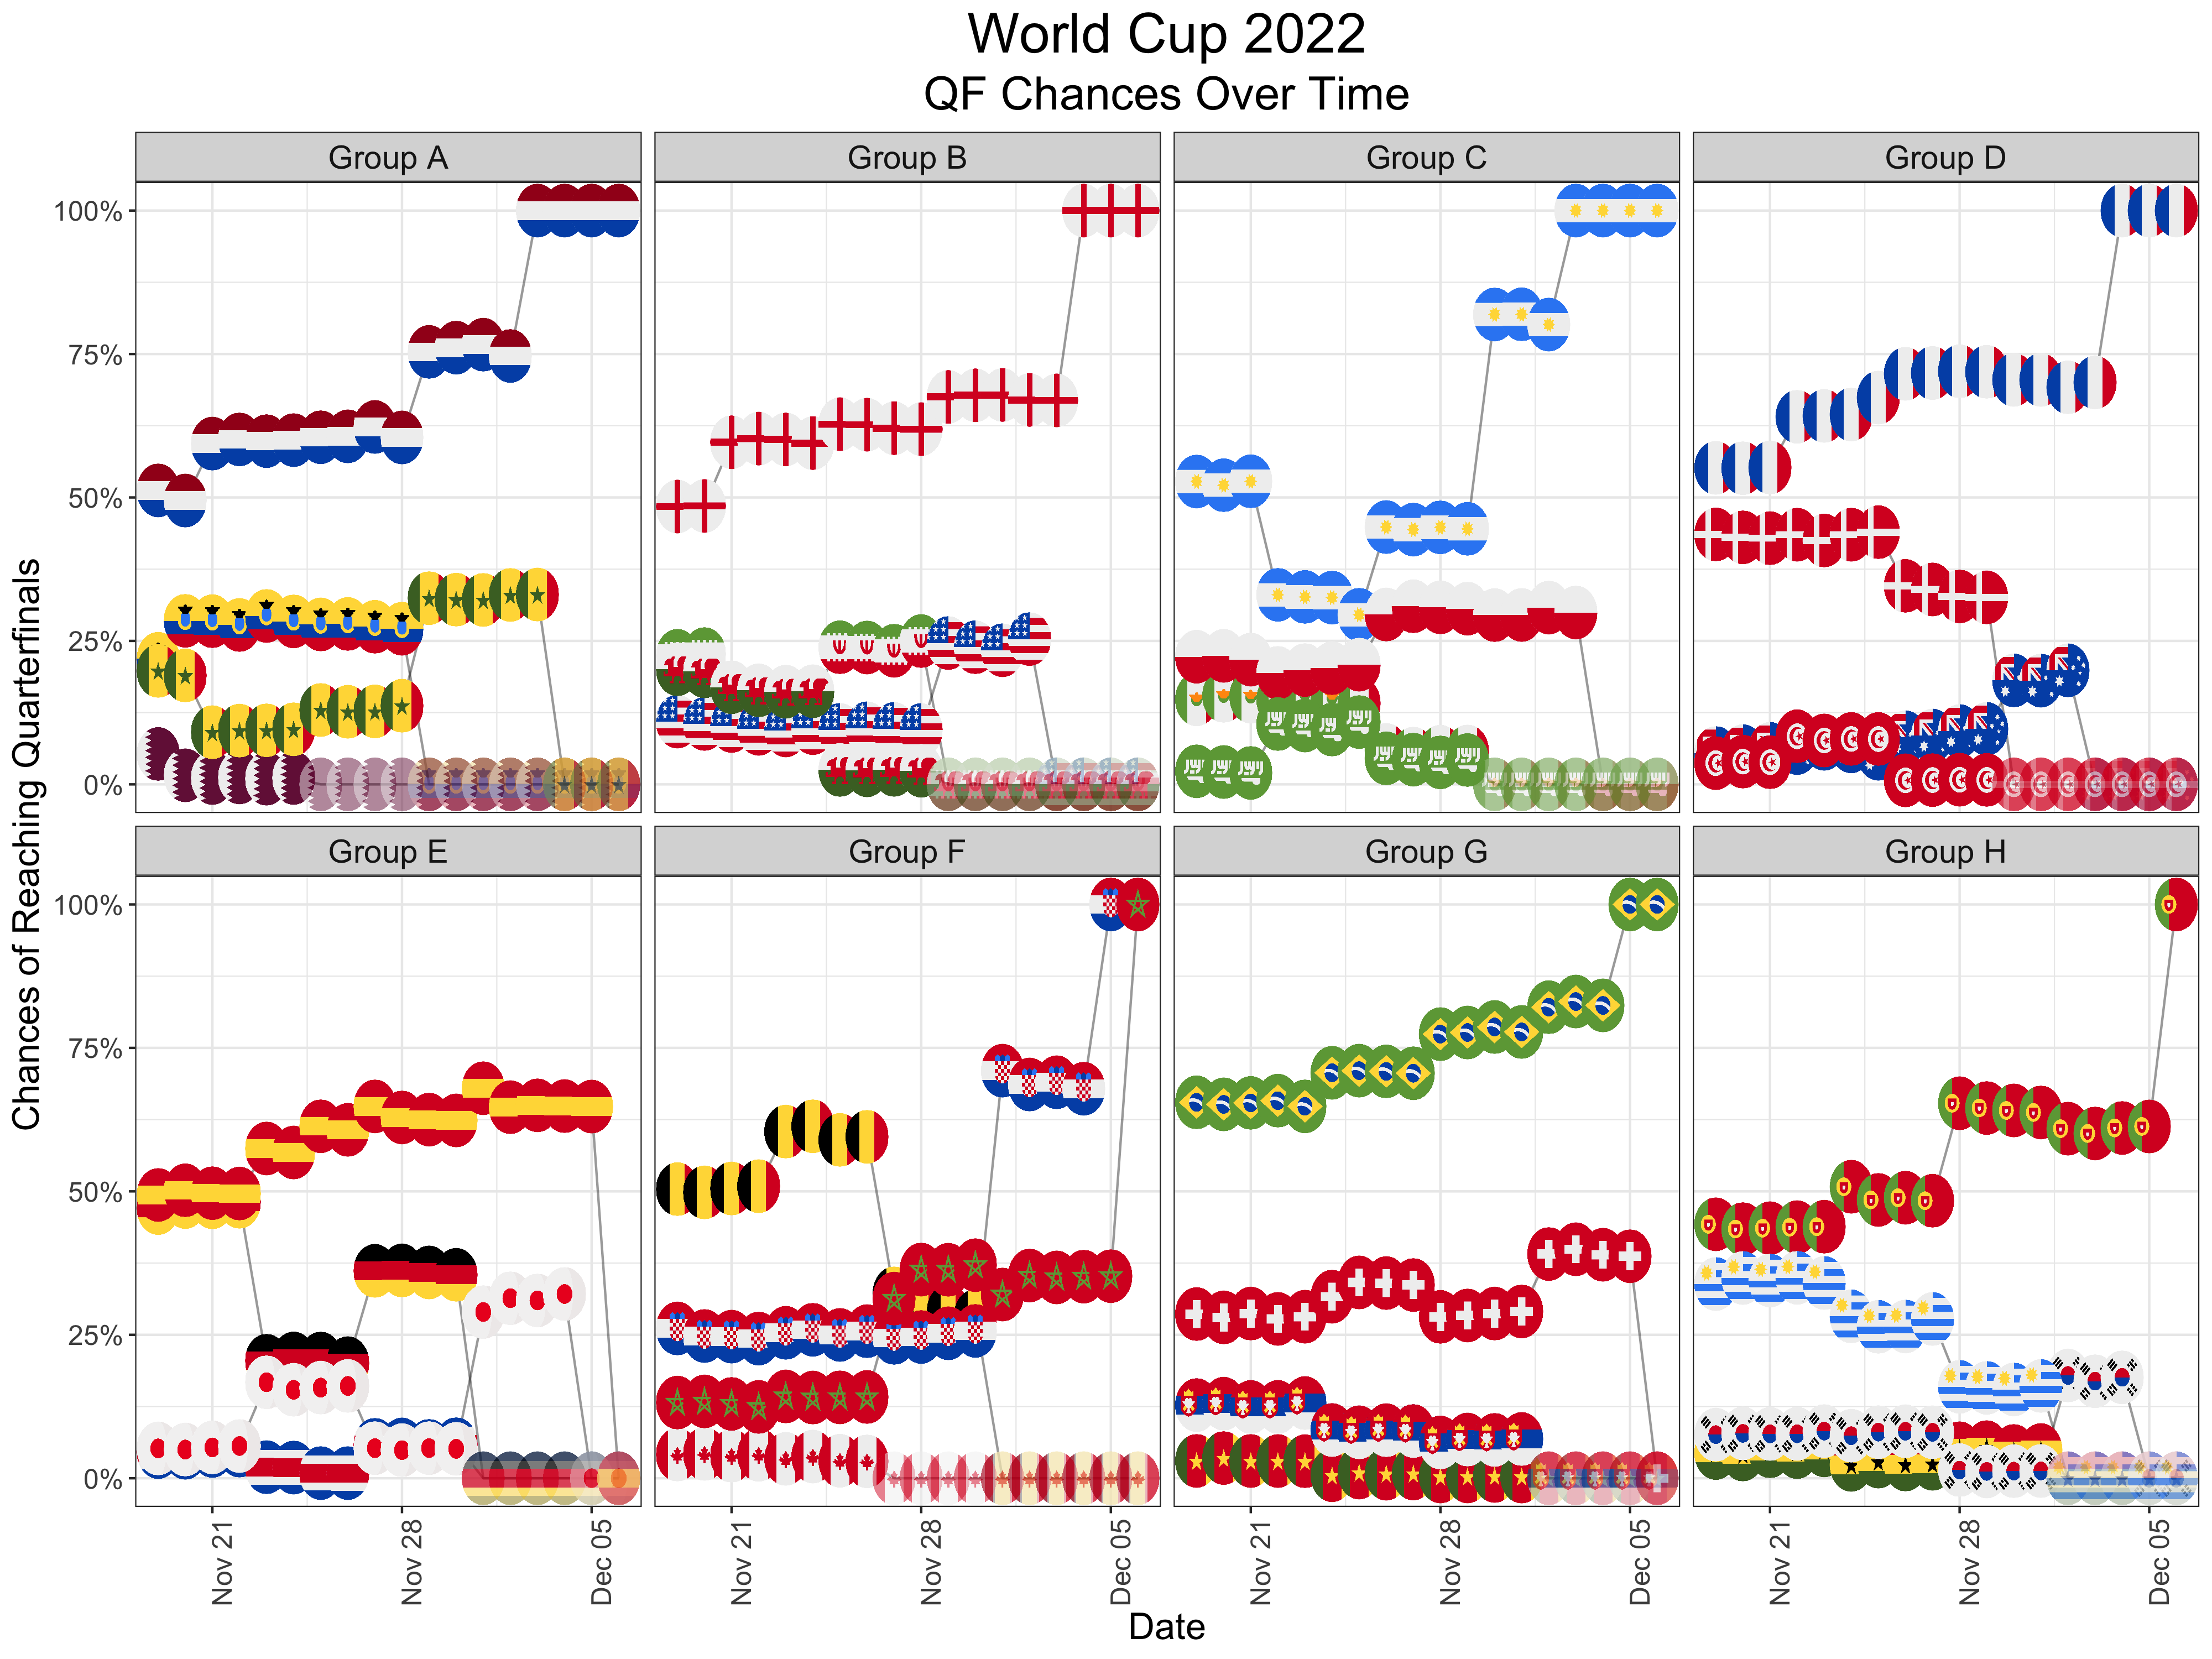 World Cup 2022
QF Chances Over Time
Group A
Group B
Group C
Group D
100%
75%
50%
25%
0%
Group E
Group F
Group G
Group H
100%
75%
50%
25%
0%
Chances of Reaching Quarterfinals
Nov 21
Nov 28
Dec 05
Nov 21
Nov 28
Dec 05
Nov 21
Nov 28
Dec 05
Nov 21
Nov 28
Dec 05
Date